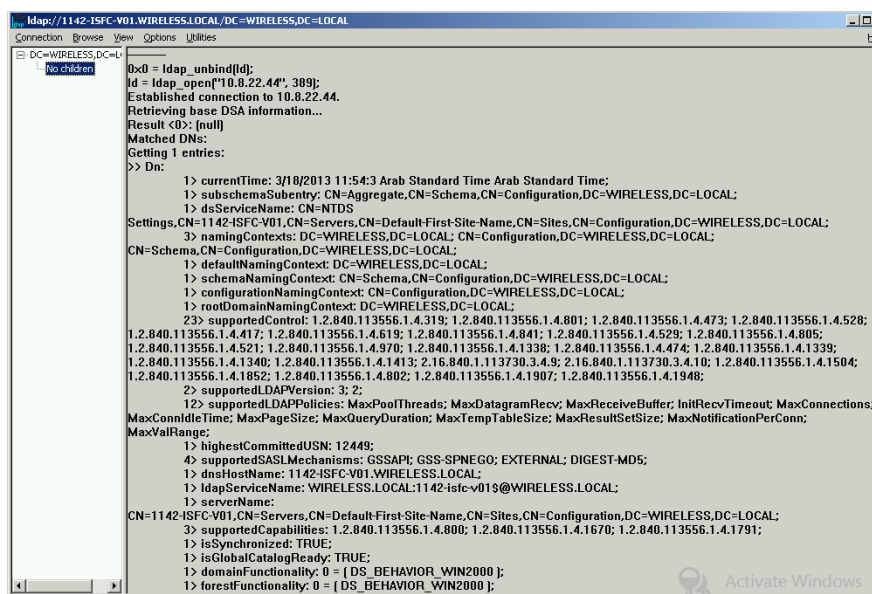 ldap://1142-ISFC-V01.WIRELESS.LOCAL/DC=WIRELESS,DC=LOCAL
Connection Browse View Options Utilities
DC=WIRELESS,DC=L
No children
0x0 = ldap_unbind(ld);
ld = ldap_open("10.8.22.44", 389);
Established connection to 10.8.22.44.
Retrieving base DSA information...
Result <0>: (null)
Matched DNs:
Getting 1 entries:
>> Dn:
1> currentTime: 3/18/2013 11:54:3 Arab Standard Time Arab Standard Time;
1> subschemaSubentry: CN=Aggregate,CN=Schema,CN=Configuration,DC=WIRELESS,DC=LOCAL;
1> dsServiceName: CN=NTDS
Settings,CN=1142-ISFC-V01,CN=Servers,CN=Default-First-Site-Name,CN=Sites,CN=Configuration,DC=WIRELESS,DC=LOCAL;
3> namingContexts: DC=WIRELESS,DC=LOCAL; CN=Configuration,DC=WIRELESS,DC=LOCAL;
CN=Schema,CN=Configuration,DC=WIRELESS,DC=LOCAL;
1> defaultNamingContext: DC=WIRELESS,DC=LOCAL;
1> schemaNamingContext: CN=Schema,CN=Configuration,DC=WIRELESS,DC=LOCAL;
1> configurationNamingContext: CN=Configuration,DC=WIRELESS,DC=LOCAL;
1> rootDomainNamingContext: DC=WIRELESS,DC=LOCAL;
23> supportedControl: 1.2.840.113556.1.4.319; 1.2.840.113556.1.4.801; 1.2.840.113556.1.4.473; 1.2.840.113556.1.4.528;
1.2.840.113556.1.4.417; 1.2.840.113556.1.4.619; 1.2.840.113556.1.4.841; 1.2.840.113556.1.4.529; 1.2.840.113556.1.4.805;
1.2.840.113556.1.4.521; 1.2.840.113556.1.4.970; 1.2.840.113556.1.4.1338; 1.2.840.113556.1.4.474; 1.2.840.113556.1.4.1339;
1.2.840.113556.1.4.1340; 1.2.840.113556.1.4.1413; 2.16.840.1.113730.3.4.9; 2.16.840.1.113730.3.4.10; 1.2.840.113556.1.4.1504;
1.2.840.113556.1.4.1852; 1.2.840.113556.1.4.802; 1.2.840.113556.1.4.1907; 1.2.840.113556.1.4.1948;
2> supportedLDAPVersion: 3; 2;
12> supportedLDAPPolicies: MaxPoolThreads; MaxDatagramRecv; MaxReceiveBuffer; InitRecvTimeout; MaxConnections;
MaxConnIdleTime; MaxPageSize; MaxQueryDuration; MaxTempTableSize; MaxResultSetSize; MaxNotificationPerConn;
MaxValRange;
1> highestCommittedUSN: 12449;
4> supportedSASLMechanisms: GSSAPI; GSS-SPNEGO; EXTERNAL; DIGEST-MD5;
1> dnsHostName: 1142-ISFC-V01.WIRELESS.LOCAL;
1> ldapServiceName: WIRELESS.LOCAL:1142-isfc-v01$@WIRELESS.LOCAL;
1> serverName:
CN=1142-ISFC-V01,CN=Servers,CN=Default-First-Site-Name,CN=Sites,CN=Configuration,DC=WIRELESS,DC=LOCAL;
3> supportedCapabilities: 1.2.840.113556.1.4.800; 1.2.840.113556.1.4.1670; 1.2.840.113556.1.4.1791;
1> isSynchronized: TRUE;
1> isGlobalCatalogReady: TRUE;
1> domainFunctionality: 0 = ( DS_BEHAVIOR_WIN2000 );
1> forestFunctionality: 0 = ( DS_BEHAVIOR_WIN2000 );
Activate Windows